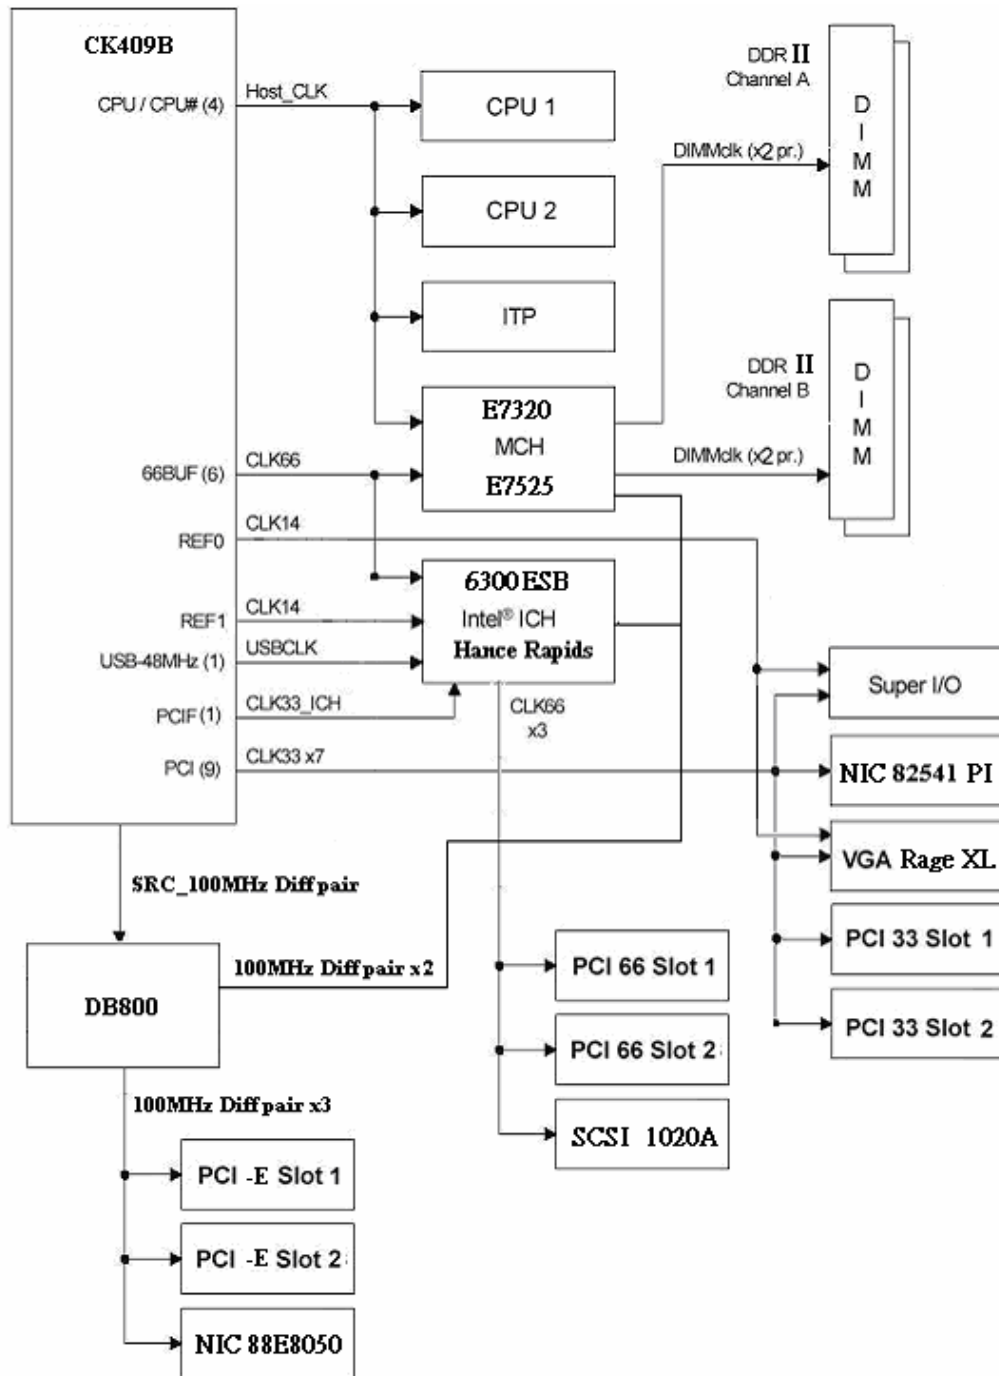 CK409B
CPU / CPU# (4)
Host_CLK
CPU 1
CPU 2
ITP
E7320
MCH
E7525
DDR II
Channel A
DIMMclk (x2 pr.)
D
I
M
M
DDR II
Channel B
DIMMclk (x2 pr.)
D
I
M
M
66BUF (6)
CLK66
REF0
CLK14
REF1
CLK14
USB-48MHz (1)
USBCLK
PCIF (1)
CLK33_ICH
PCI (9)
CLK33 x7
6300ESB
Intel® ICH
Hance Rapids
CLK66
x3
Super I/O
NIC 82541 PI
VGA Rage XL
PCI 33 Slot 1
PCI 33 Slot 2
SRC_100MHz Diff pair
DB800
100MHz Diff pair x2
PCI 66 Slot 1
PCI 66 Slot 2
SCSI 1020A
100MHz Diff pair x3
PCI -E Slot 1
PCI -E Slot 2
NIC 88E8050